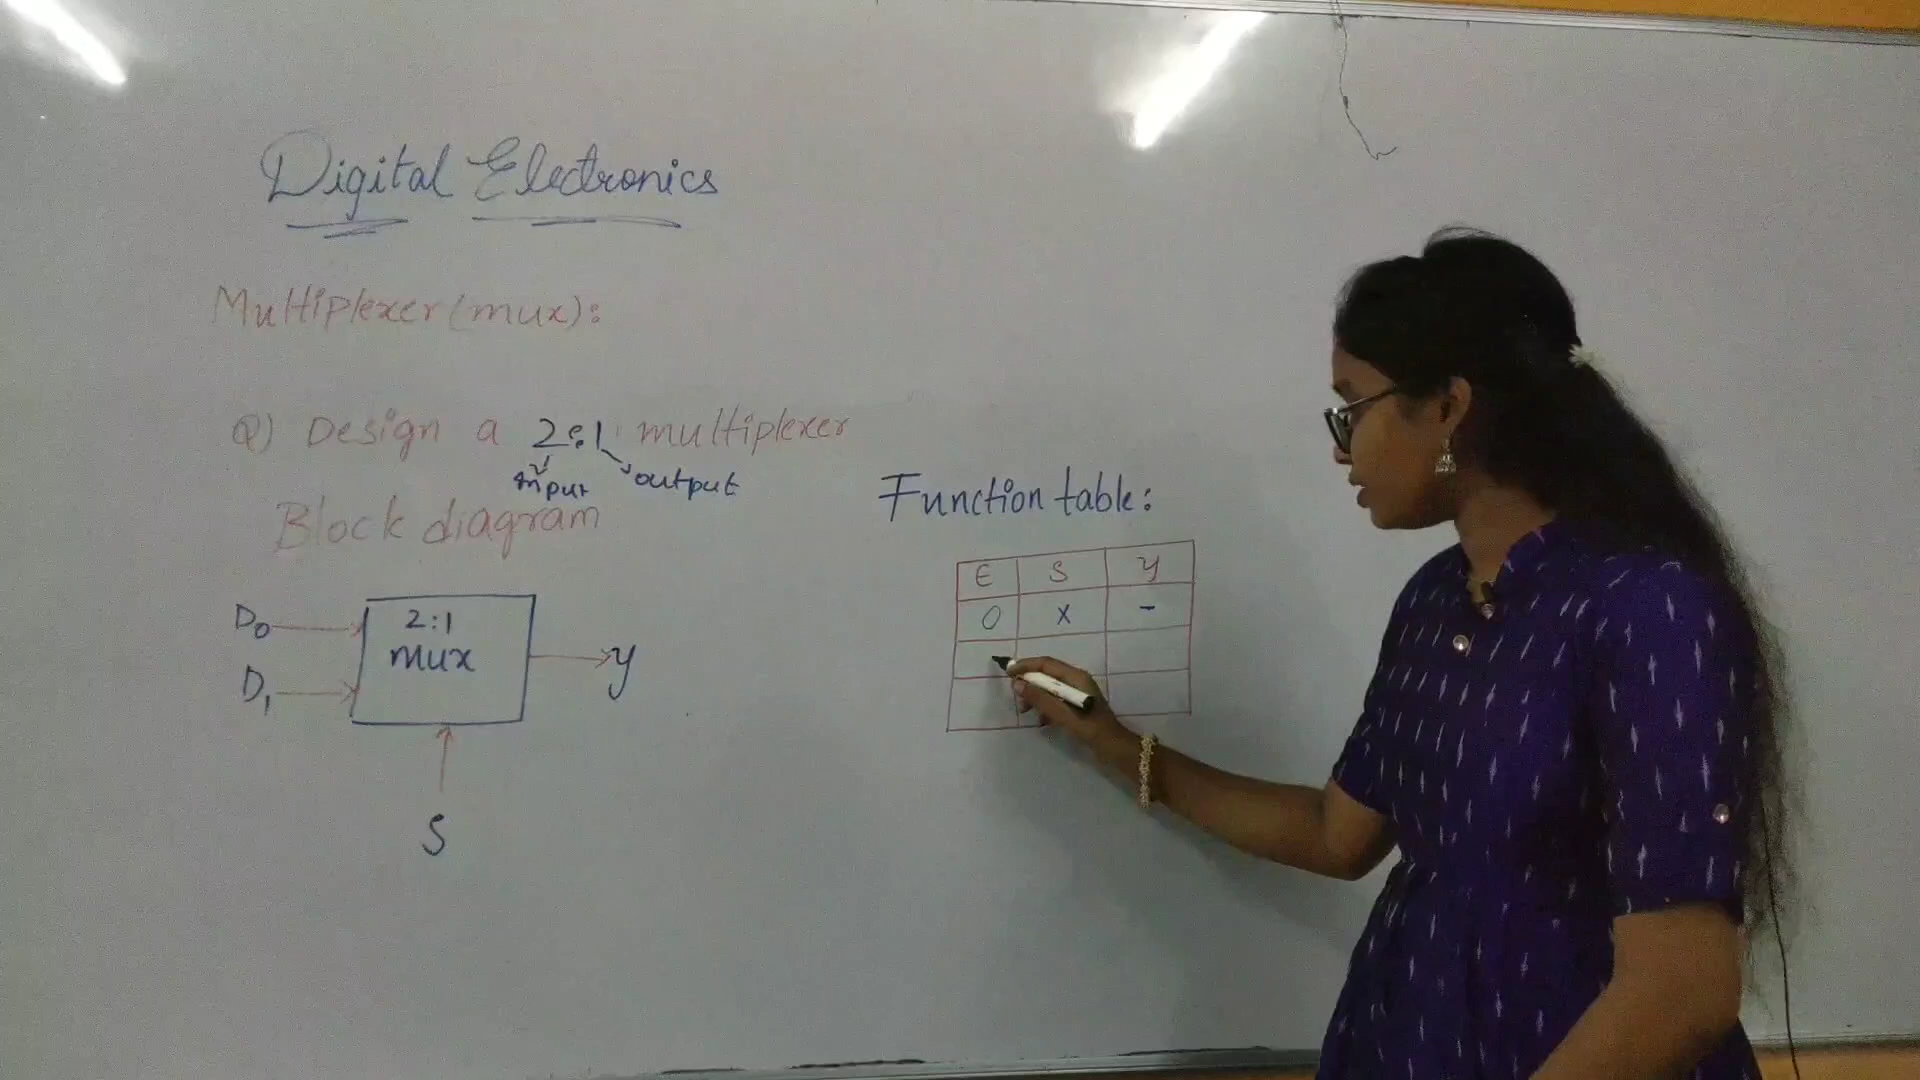 Digital Electronics
Multiplexer(mux):
Q) Design a 2:1 multiplexer
input output
Block diagram
D0
D1
2:1
mux
y
S
Function table:
E S y
0 X -